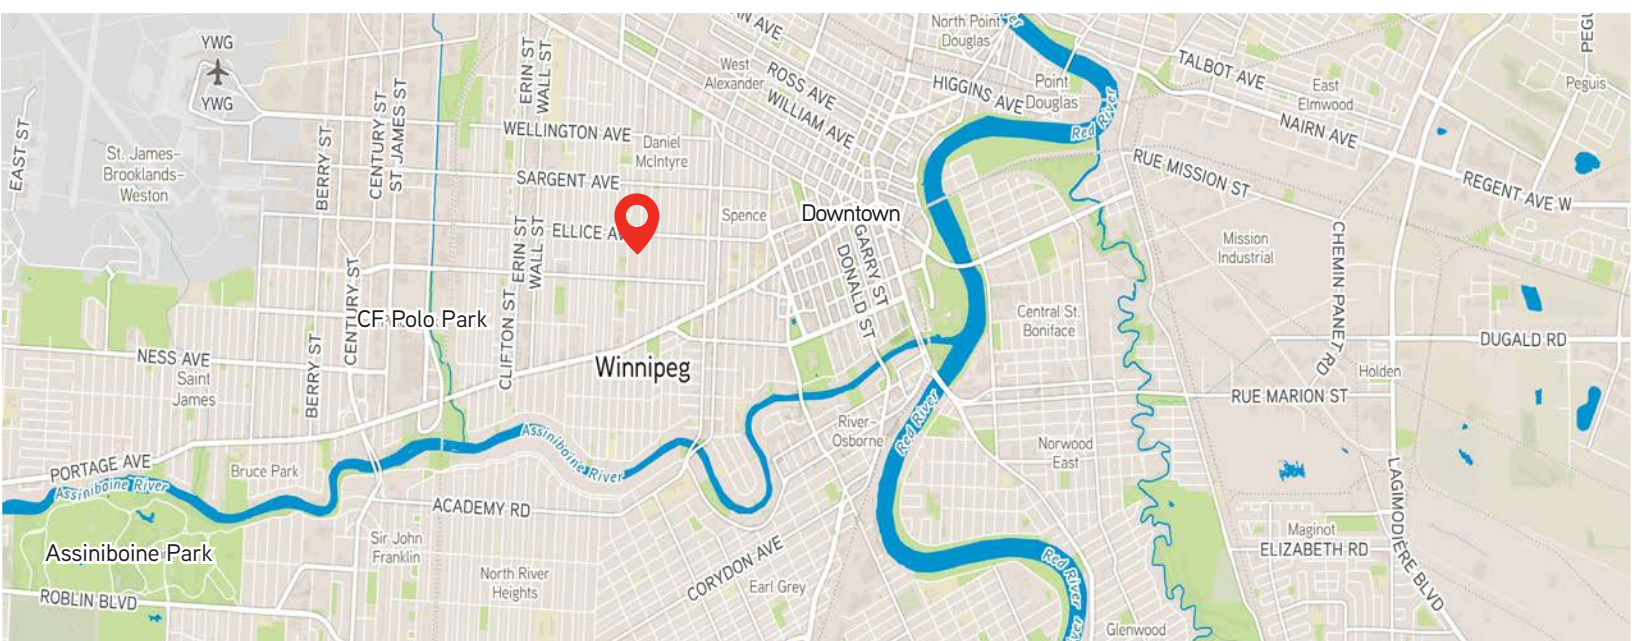 YWG
YWG
EAST ST
St. James-
Brooklands-
Weston
BERRY ST
CENTURY ST
ST JAMES ST
ERIN ST
WALL ST
WELLINGTON AVE
Daniel
McIntyre
SARGENT AVE
ELLICE
ERIN ST
WALL ST
Spence
West
Alexander
ROSS AVE
WILLIAM AVE
AVE
North Point
Douglas
HIGGINS AVE
Point
Douglas
Red River
TALBOT AVE
East
Elmwood
NAIRN AVE
Peguis
RUE MISSION ST
REGENT AVE W
Downtown
GARRY ST
DONALD ST
Mission
Industrial
CHEMIN PANET RD
Central St.
Boniface
DUGALD RD
Holden
RUE MARION ST
CENTURY ST
CF Polo Park
CLIFTON ST
NESS AVE
Saint
James
BERRY ST
Winnipeg
PORTAGE AVE
Bruce Park
Assiniboine River
Assiniboine River
River-
Osborne
Red River
Norwood
East
LAGIMODIÈRE BLVD
ACADEMY RD
Sir John
Franklin
North River
Heights
CORYDON AVE
Earl Grey
Assiniboine Park
ROBLIN BLVD
Maginot
ELIZABETH RD
Red River
Glenwood